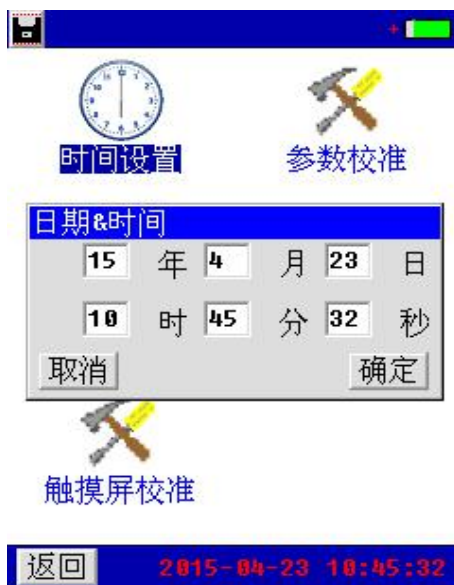 时间设置 参数校准
日期&时间
15 年 4 月 23 日
10 时 45 分 32 秒
取消 确定
触摸屏校准
返回 2015-04-23 10:45:32